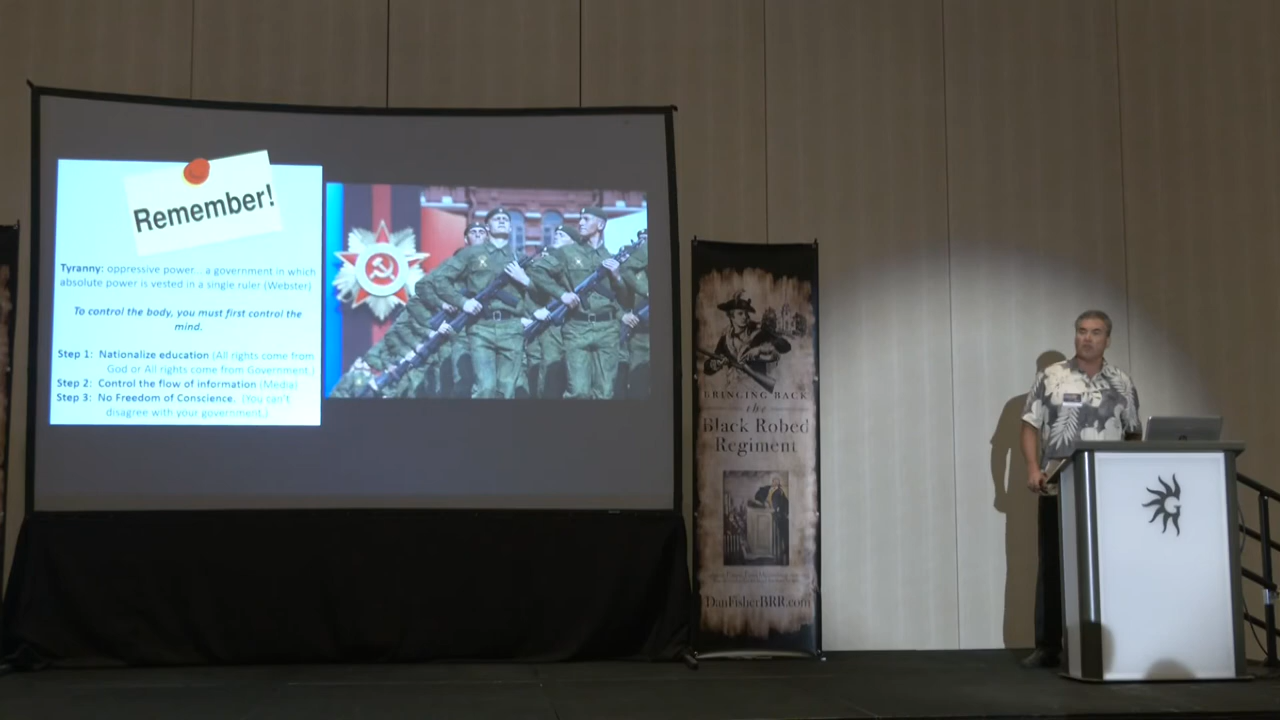 Remember!
Tyranny: oppressive power... a government in which
absolute power is vested in a single ruler (Webster)
To control the body, you must first control the
mind.
Step 1: Nationalize education (All rights come from
God or All rights come from Government.)
Step 2: Control the flow of information (Media)
Step 3: No Freedom of Conscience. (You can't
disagree with your government.)
BRINGING BACK
the
Black Robed
Regiment
DanFisherBRR.com